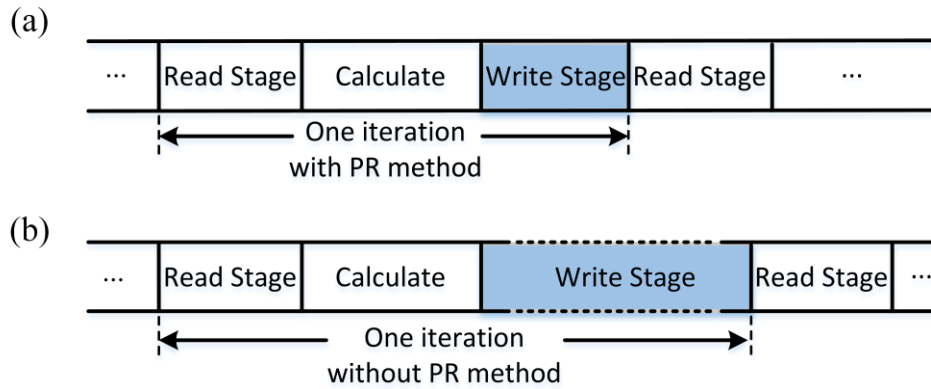 (a)
... Read Stage Calculate Write Stage Read Stage ...
One iteration
with PR method
(b)
... Read Stage Calculate Write Stage Read Stage ...
One iteration
without PR method